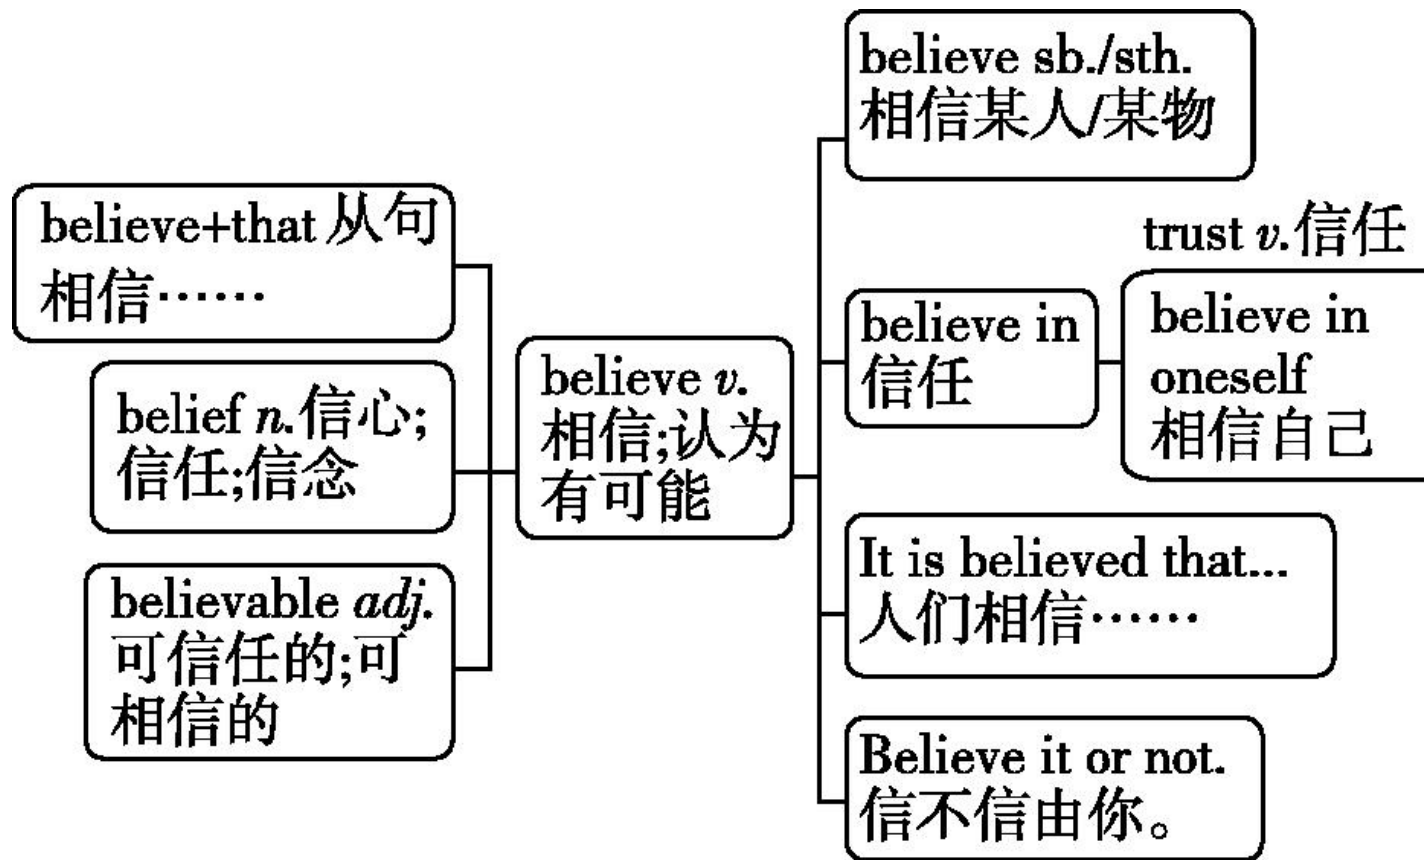 believe+that 从句
相信……
belief n.信心;
信任;信念
believable adj.
可信任的;可
相信的
believe v.
相信;认为
有可能
believe sb./sth.
相信某人/某物
believe in
信任
trust v.信任
believe in
oneself
相信自己
It is believed that...
人们相信……
Believe it or not.
信不信由你。